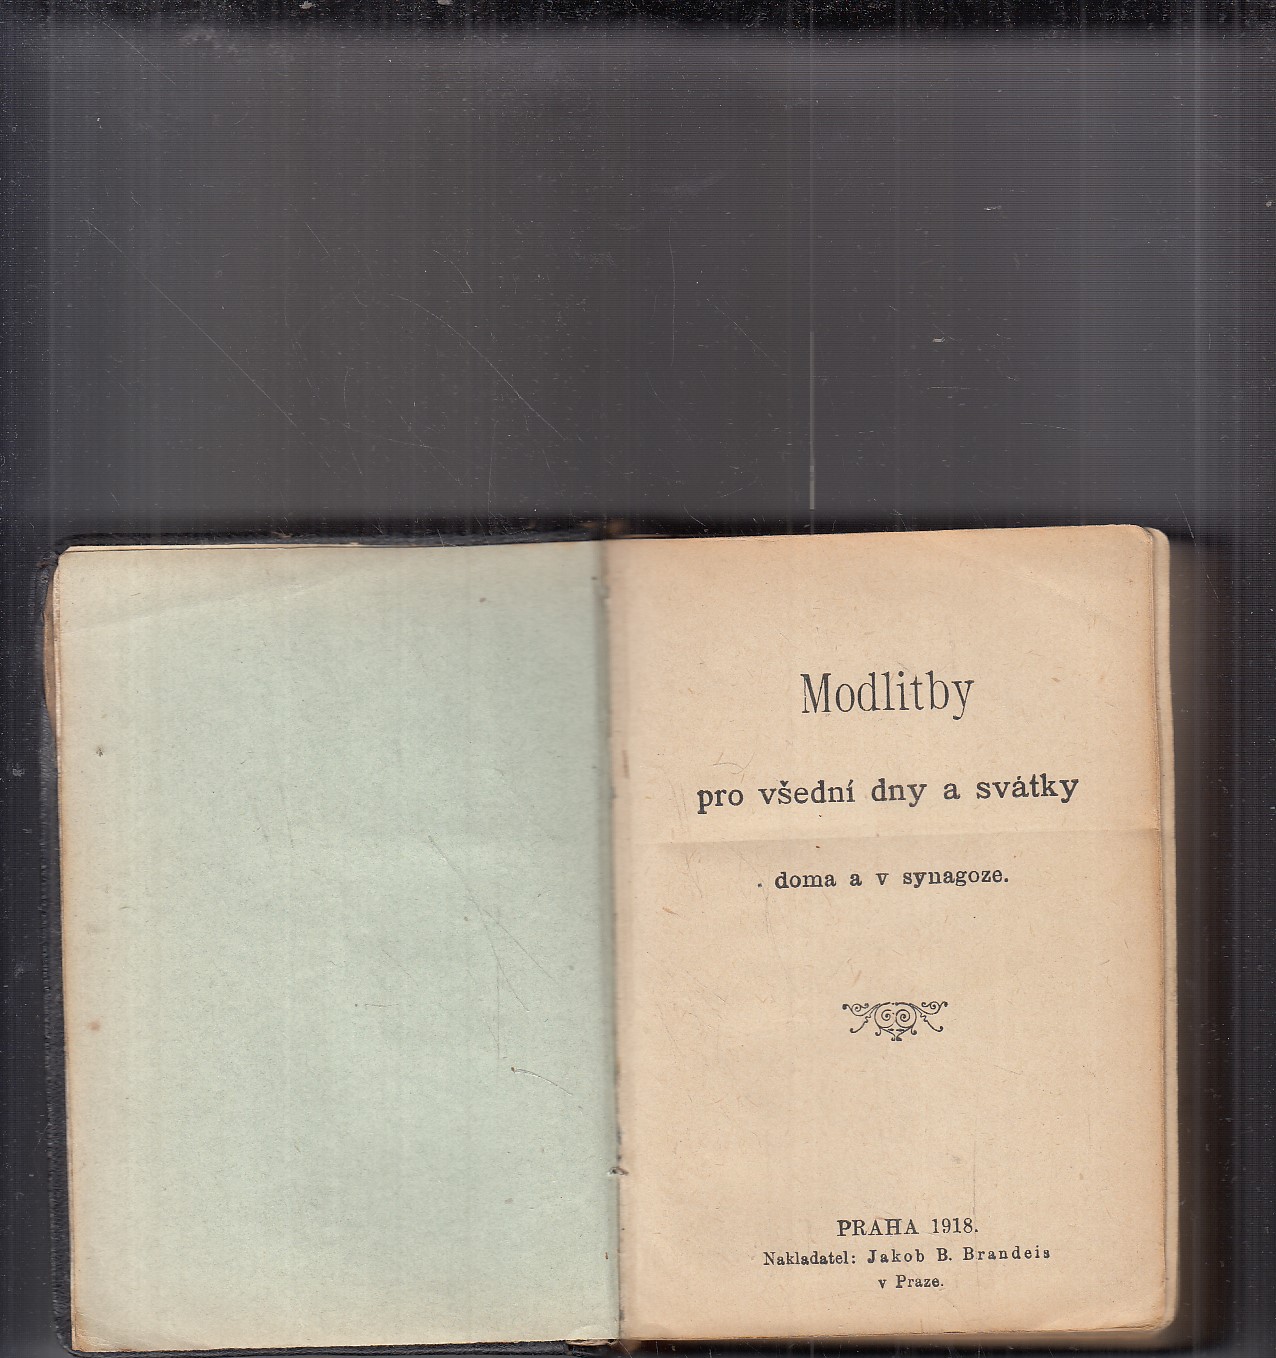 Modlitby
pro všední dny a svátky
doma a v synagoze.
PRAHA 1918.
Nakladatel: Jakob B. Brandeis
v Praze.